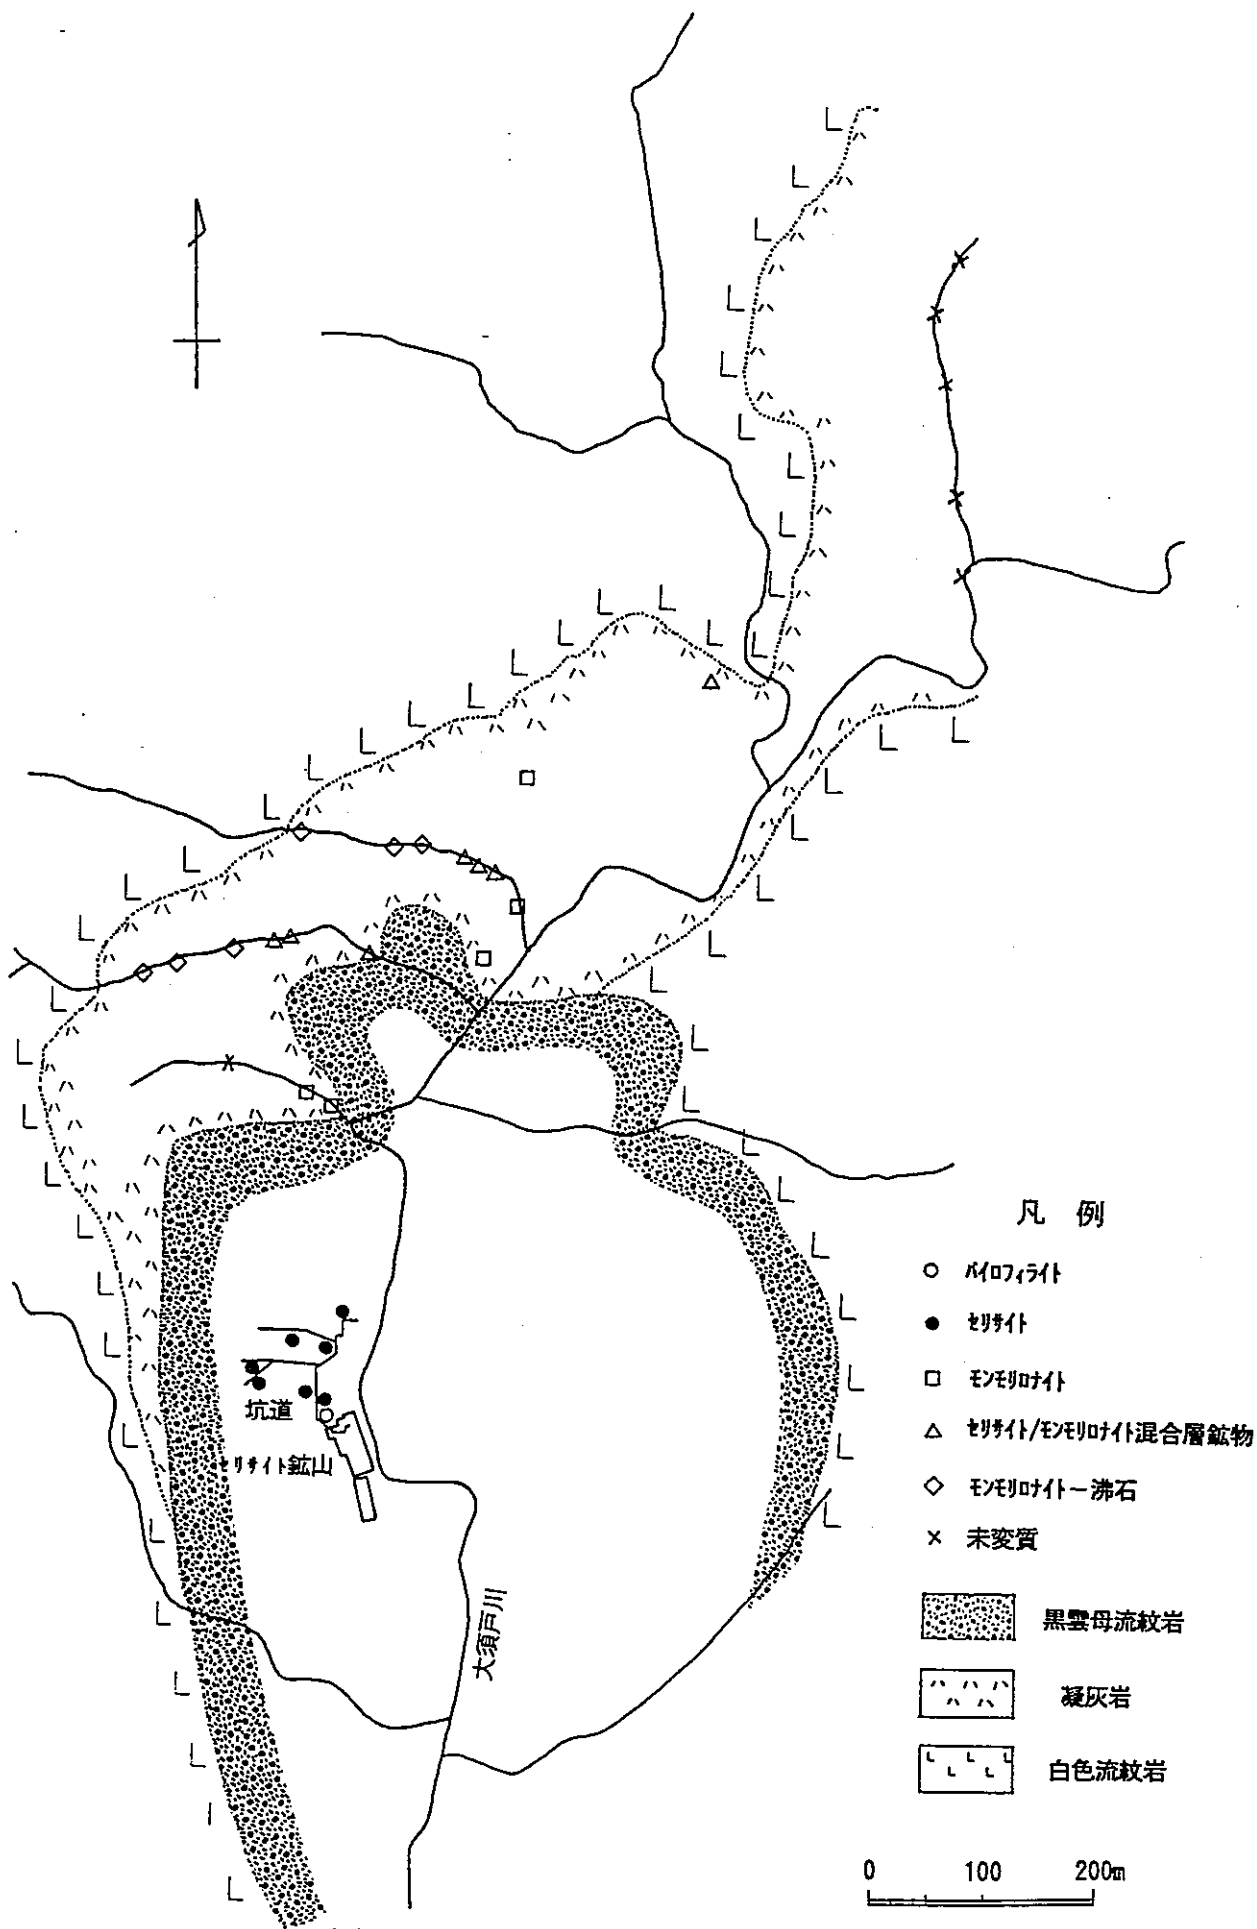 坑道
セリサイト鉱山
大須戸川
凡 例
パイロフィライト
セリサイト
モンモリロナイト
セリサイト/モンモリロナイト混合層鉱物
モンモリロナイト－沸石
未変質
黒雲母流紋岩
凝灰岩
白色流紋岩
0 100 200m